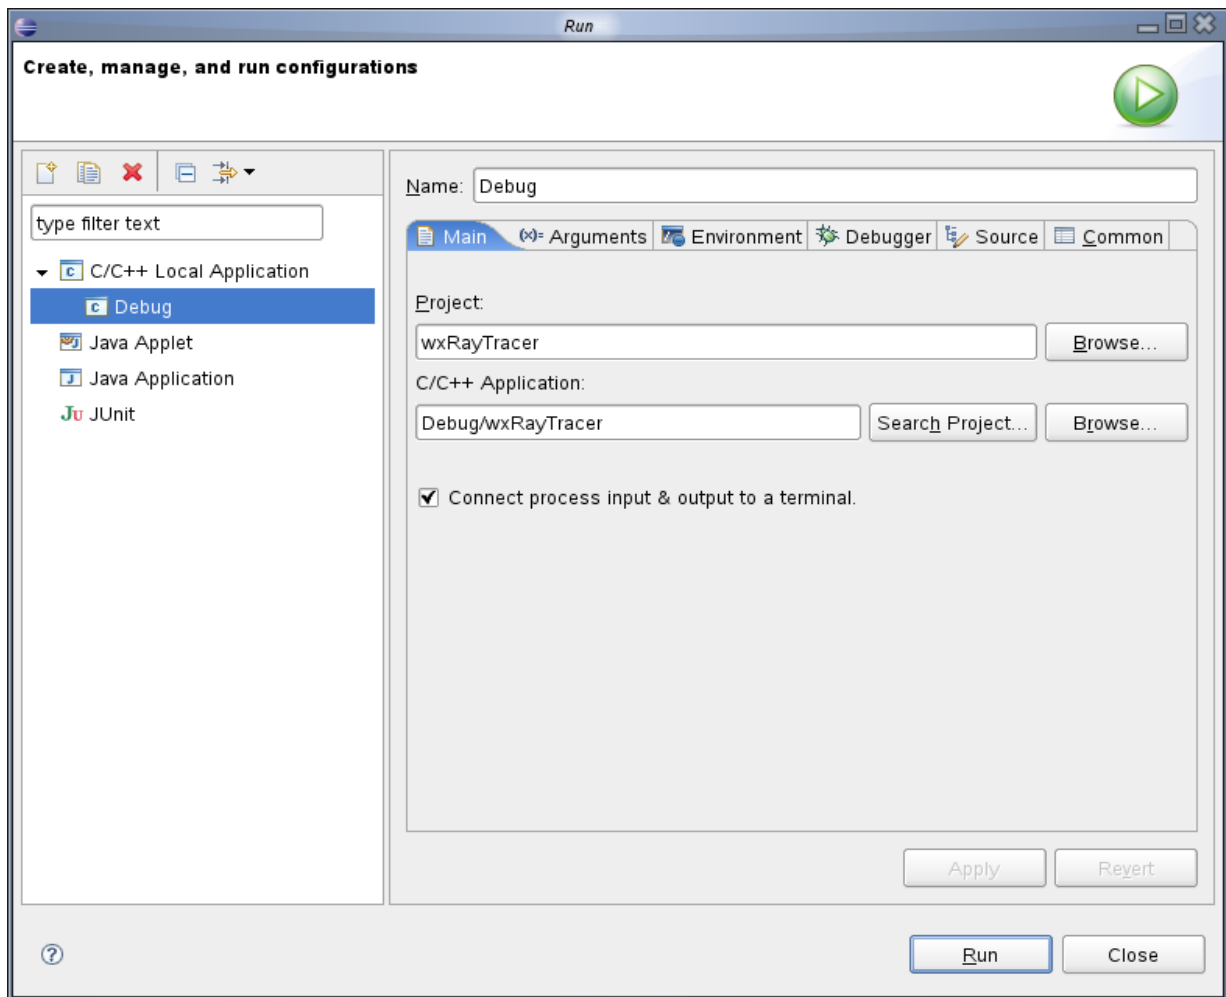 Run
Create, manage, and run configurations
type filter text
C/C++ Local Application
Debug
Java Applet
Java Application
Ju JUnit
Name: Debug
Main (x)= Arguments Environment Debugger Source Common
Project:
wxRayTracer Browse...
C/C++ Application:
Debug/wxRayTracer Search Project... Browse...
Connect process input & output to a terminal.
Apply Revert
Run Close